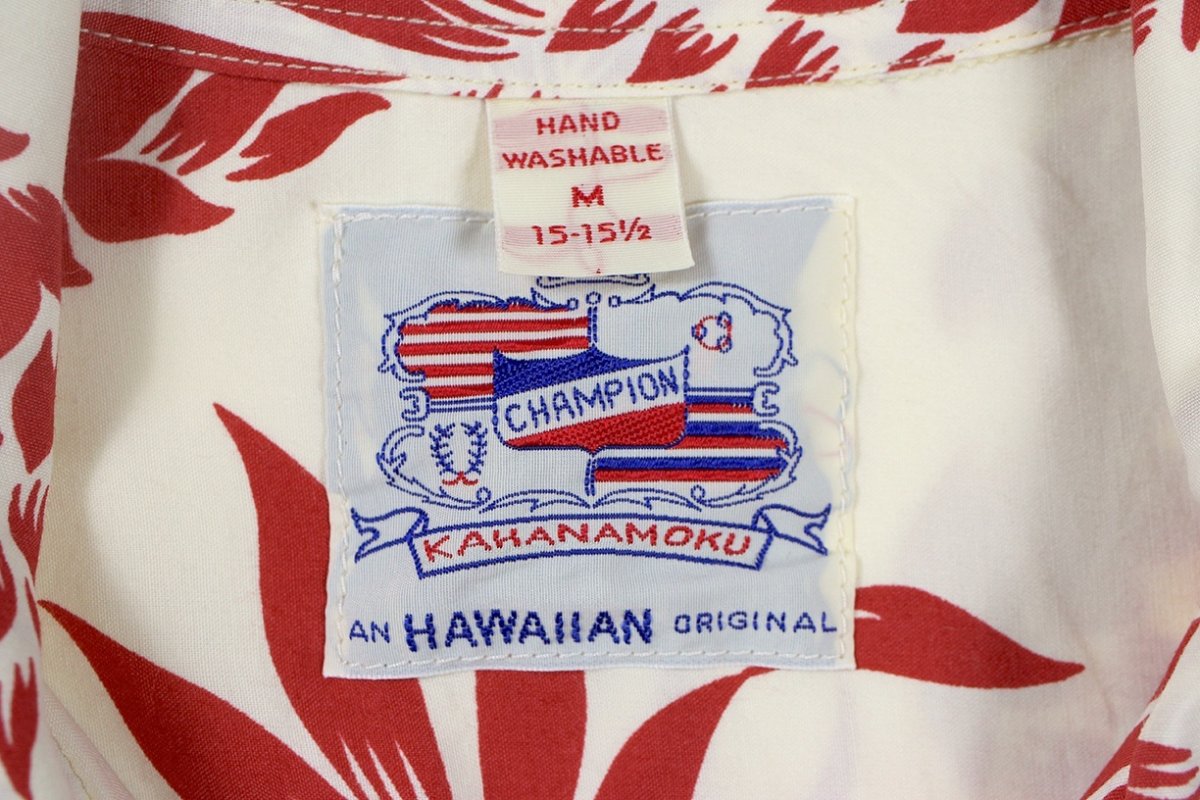 HAND
WASHABLE
M
15-15½
CHAMPION
KAHANAMOKU
AN HAWAIIAN ORIGINAL